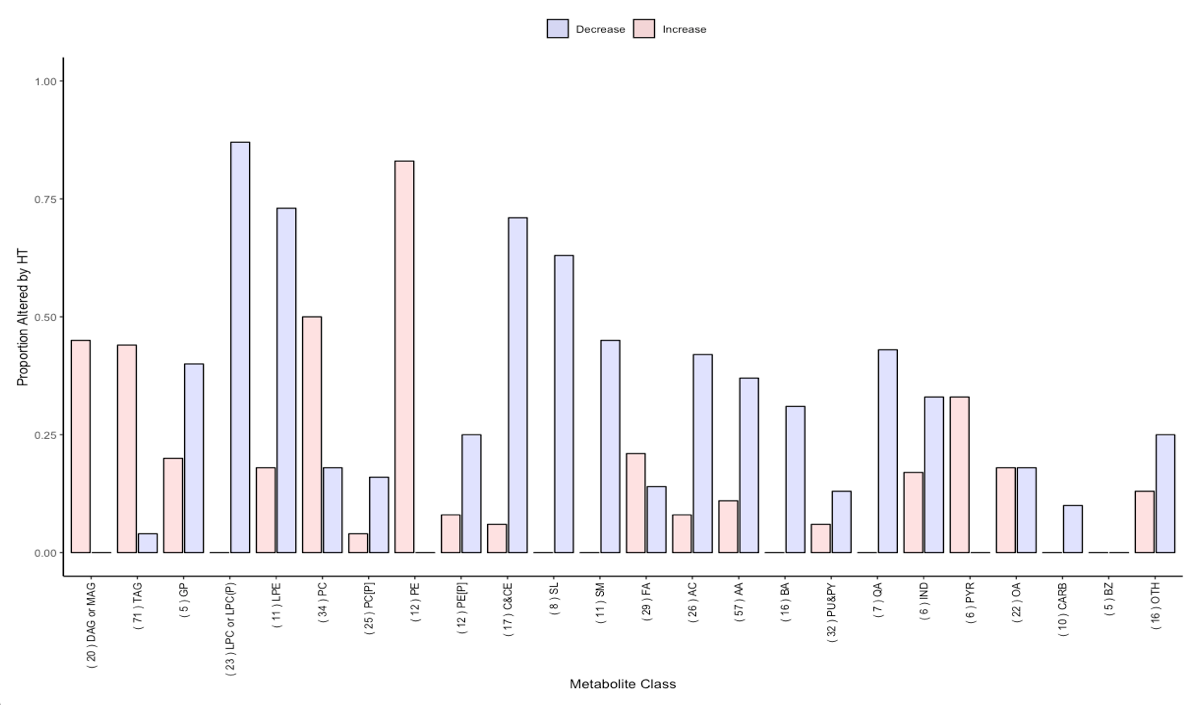 Decrease Increase
Proportion Altered by HT
1.00
0.75
0.50
0.25
0.00
( 20 ) DAG or MAG
( 71 ) TAG
( 5 ) GP
( 23 ) LPC or LPC(P)
( 11 ) LPE
( 34 ) PC
( 25 ) PC[P]
( 12 ) PE
( 12 ) PE[P]
( 17 ) C&CE
( 8 ) SL
( 11 ) SM
( 29 ) FA
( 26 ) AC
( 57 ) AA
( 16 ) BA
( 32 ) PU&PY
( 7 ) QA
( 6 ) IND
( 6 ) PYR
( 22 ) OA
( 10 ) CARB
( 5 ) BZ
( 16 ) OTH
Metabolite Class